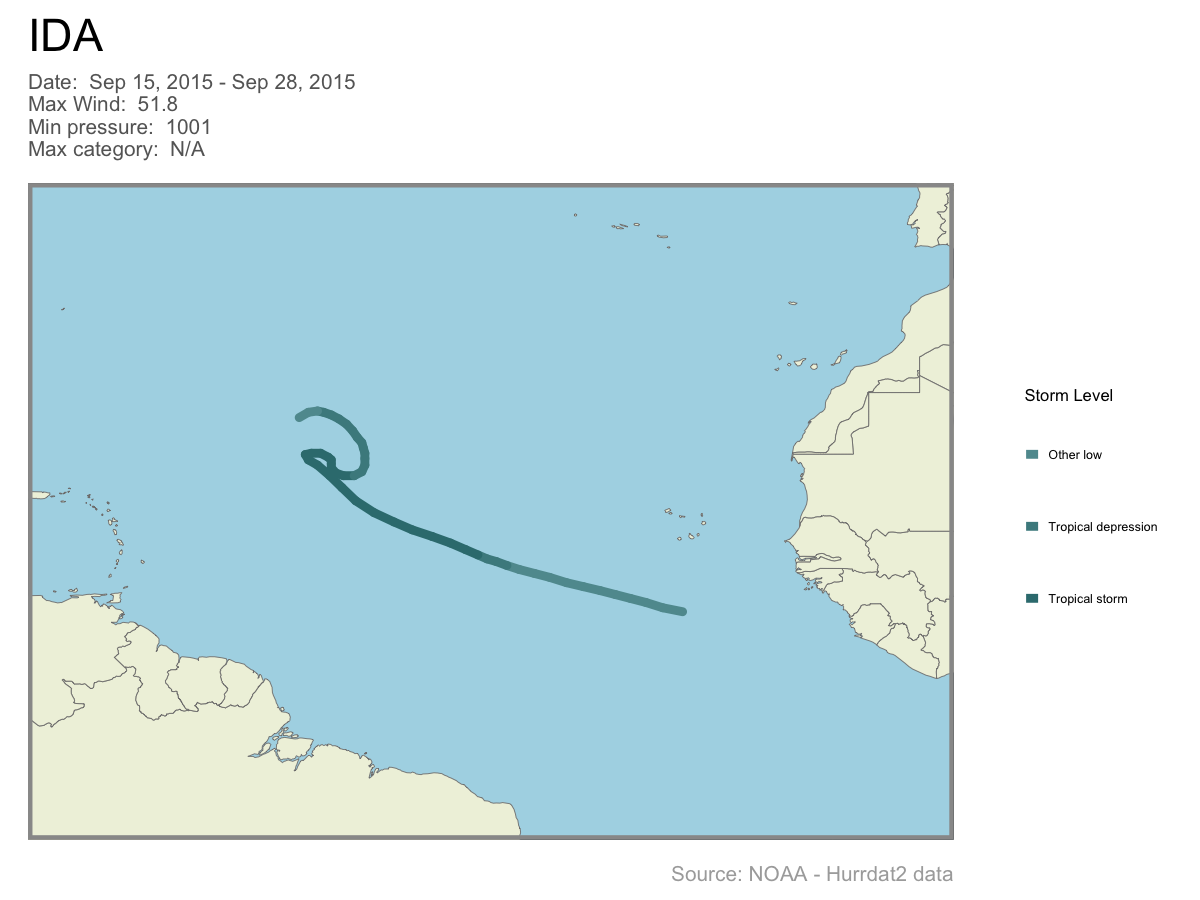 IDA
Date:  Sep 15, 2015 - Sep 28, 2015
Max Wind:  51.8
Min pressure:  1001
Max category:  N/A
Storm Level
Other low
Tropical depression
Tropical storm
Source: NOAA - Hurrdat2 data